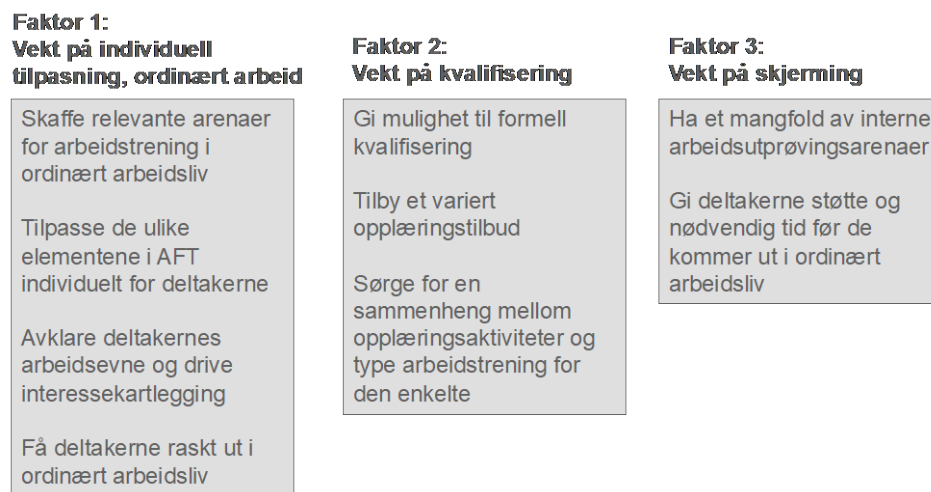 Faktor 1:
Vekt på individuell
tilpasning, ordinært arbeid
Skaffe relevante arenaer
for arbeidstrening i
ordinært arbeidsliv
Tilpasse de ulike
elementene i AFT
individuelt for deltakerne
Avklare deltakernes
arbeidsevne og drive
interessekartlegging
Få deltakerne raskt ut i
ordinært arbeidsliv
Faktor 2:
Vekt på kvalifisering
Gi mulighet til formell
kvalifisering
Tilby et variert
opplæringstilbud
Sørge for en
sammenheng mellom
opplæringsaktiviteter og
type arbeidstrening for
den enkelte
Faktor 3:
Vekt på skjerming
Ha et mangfold av interne
arbeidsutprøvingsarenaer
Gi deltakerne støtte og
nødvendig tid før de
kommer ut i ordinært
arbeidsliv